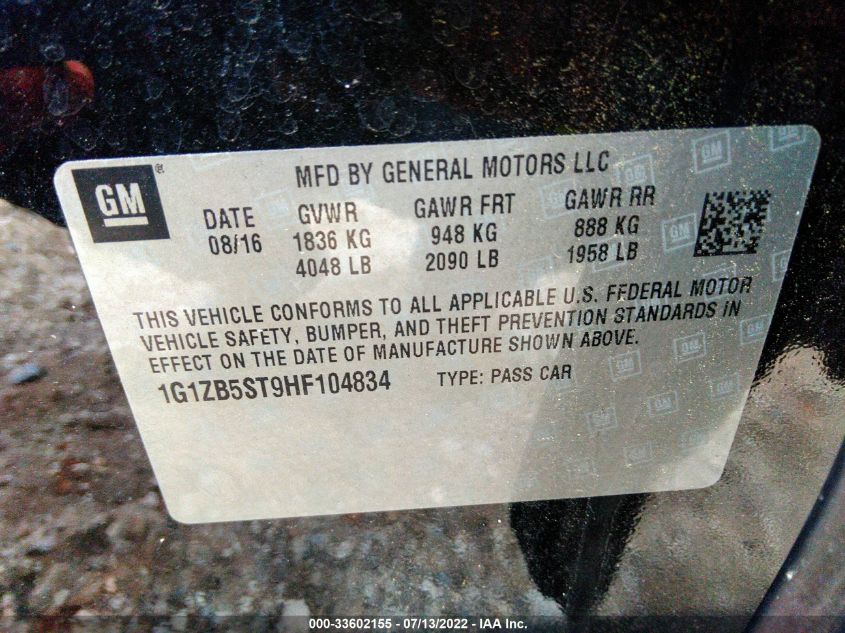 GM ®
MFD BY GENERAL MOTORS LLC
DATE GVWR GAWR FRT GAWR RR
08/16 1836 KG 948 KG 888 KG
4048 LB 2090 LB 1958 LB
THIS VEHICLE CONFORMS TO ALL APPLICABLE U.S. FEDERAL MOTOR
VEHICLE SAFETY, BUMPER, AND THEFT PREVENTION STANDARDS IN
EFFECT ON THE DATE OF MANUFACTURE SHOWN ABOVE.
1G1ZB5ST9HF104834 TYPE: PASS CAR
000-33602155 - 07/13/2022 - IAA Inc.